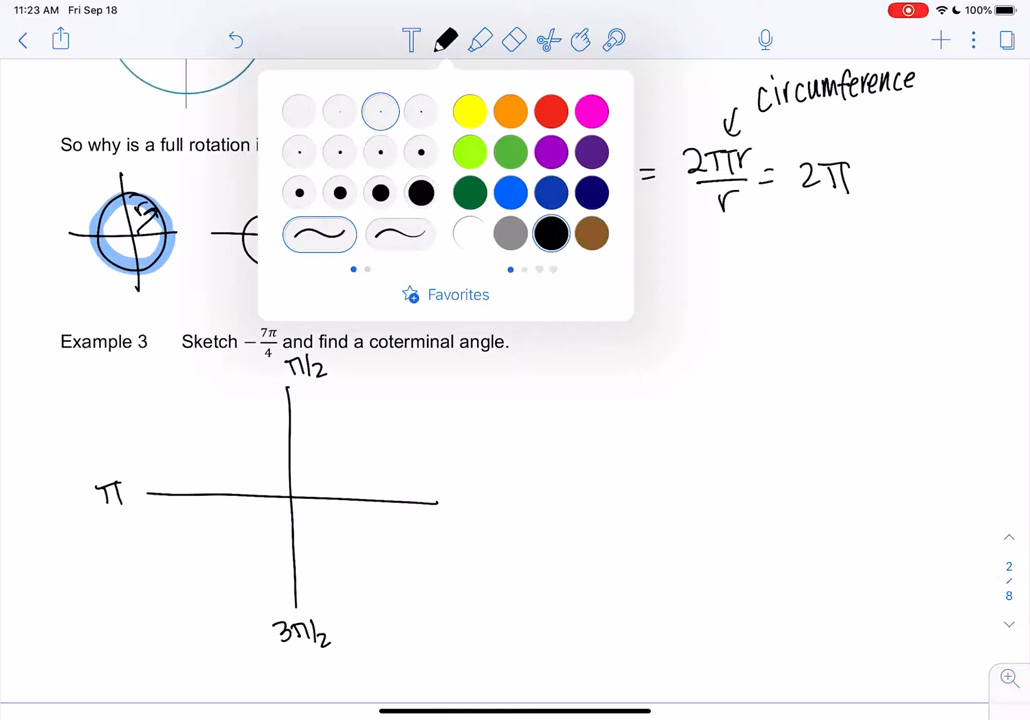 11:23 AM Fri Sep 18
100%
T
circumference
So why is a full rotation i
= 2πr/r = 2π
r
Favorites
Example 3 Sketch −7π/4 and find a coterminal angle.
π/2
π
3π/2
2
/
8